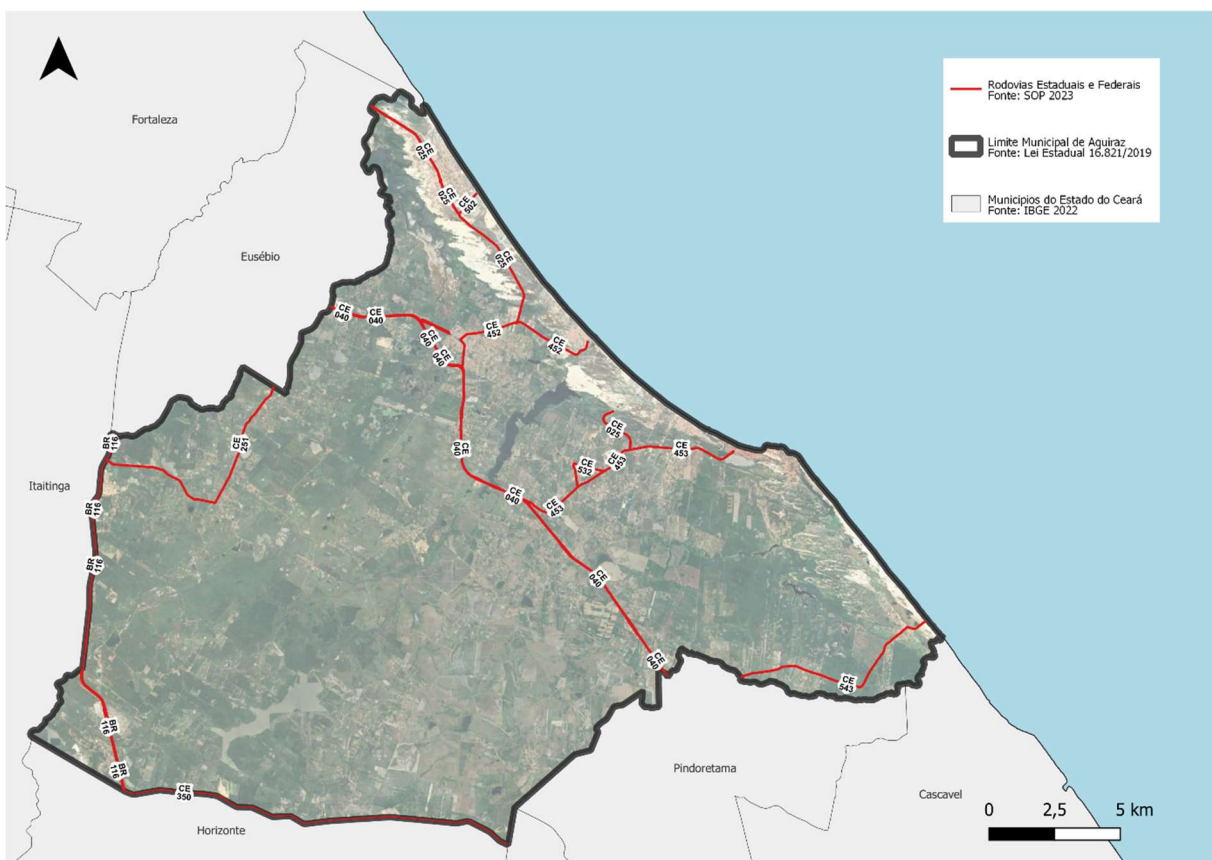 Rodovias Estaduais e Federais
Fonte: SOP 2023
Limite Municipal de Aquiraz
Fonte: Lei Estadual 16.821/2019
Municipios do Estado do Ceará
Fonte: IBGE 2022
Fortaleza
CE
025
CE
025
CE
502
Eusébio
CE
025
CE
040
CE
040
CE
040
CE
040
CE
452
CE
452
CE
025
BR
116
CE
251
CE
040
CE
453
CE
453
CE
532
Itaitinga
BR
116
CE
040
CE
453
BR
116
CE
040
CE
040
CE
543
BR
116
BR
116
CE
350
Pindoretama
Cascavel
Horizonte
0 2,5 5 km